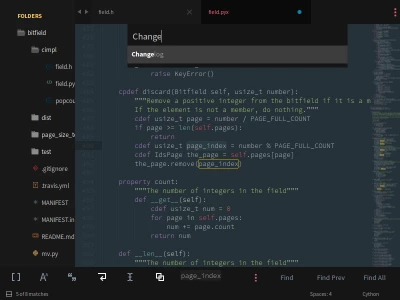 FOLDERS
bitfield
cimpl
field.h
field.py
popcou
dist
page_size_t
test
.gitignore
.travis.yml
MANIFEST
MANIFEST.in
README.md
mv.py
field.h
field.pyx
Change
Changelog
raise KeyError()
cpdef discard(Bitfield self, usize_t number):
"""Remove a positive integer from the bitfield if it is a m
If the element is not a member, do nothing."""
cdef usize_t page = number / PAGE_FULL_COUNT
if page >= len(self.pages):
return
cdef usize_t page_index = number % PAGE_FULL_COUNT
cdef IdsPage the_page = self.pages[page]
the_page.remove(page_index)
property count:
"""The number of integers in the field"""
def __get__(self):
cdef usize_t num = 0
for page in self.pages:
num += page.count
return num
def __len__(self):
"""The number of integers in the field"""
page_index
Find
Find Prev
Find All
5 of 8 matches
Spaces: 4
Cython